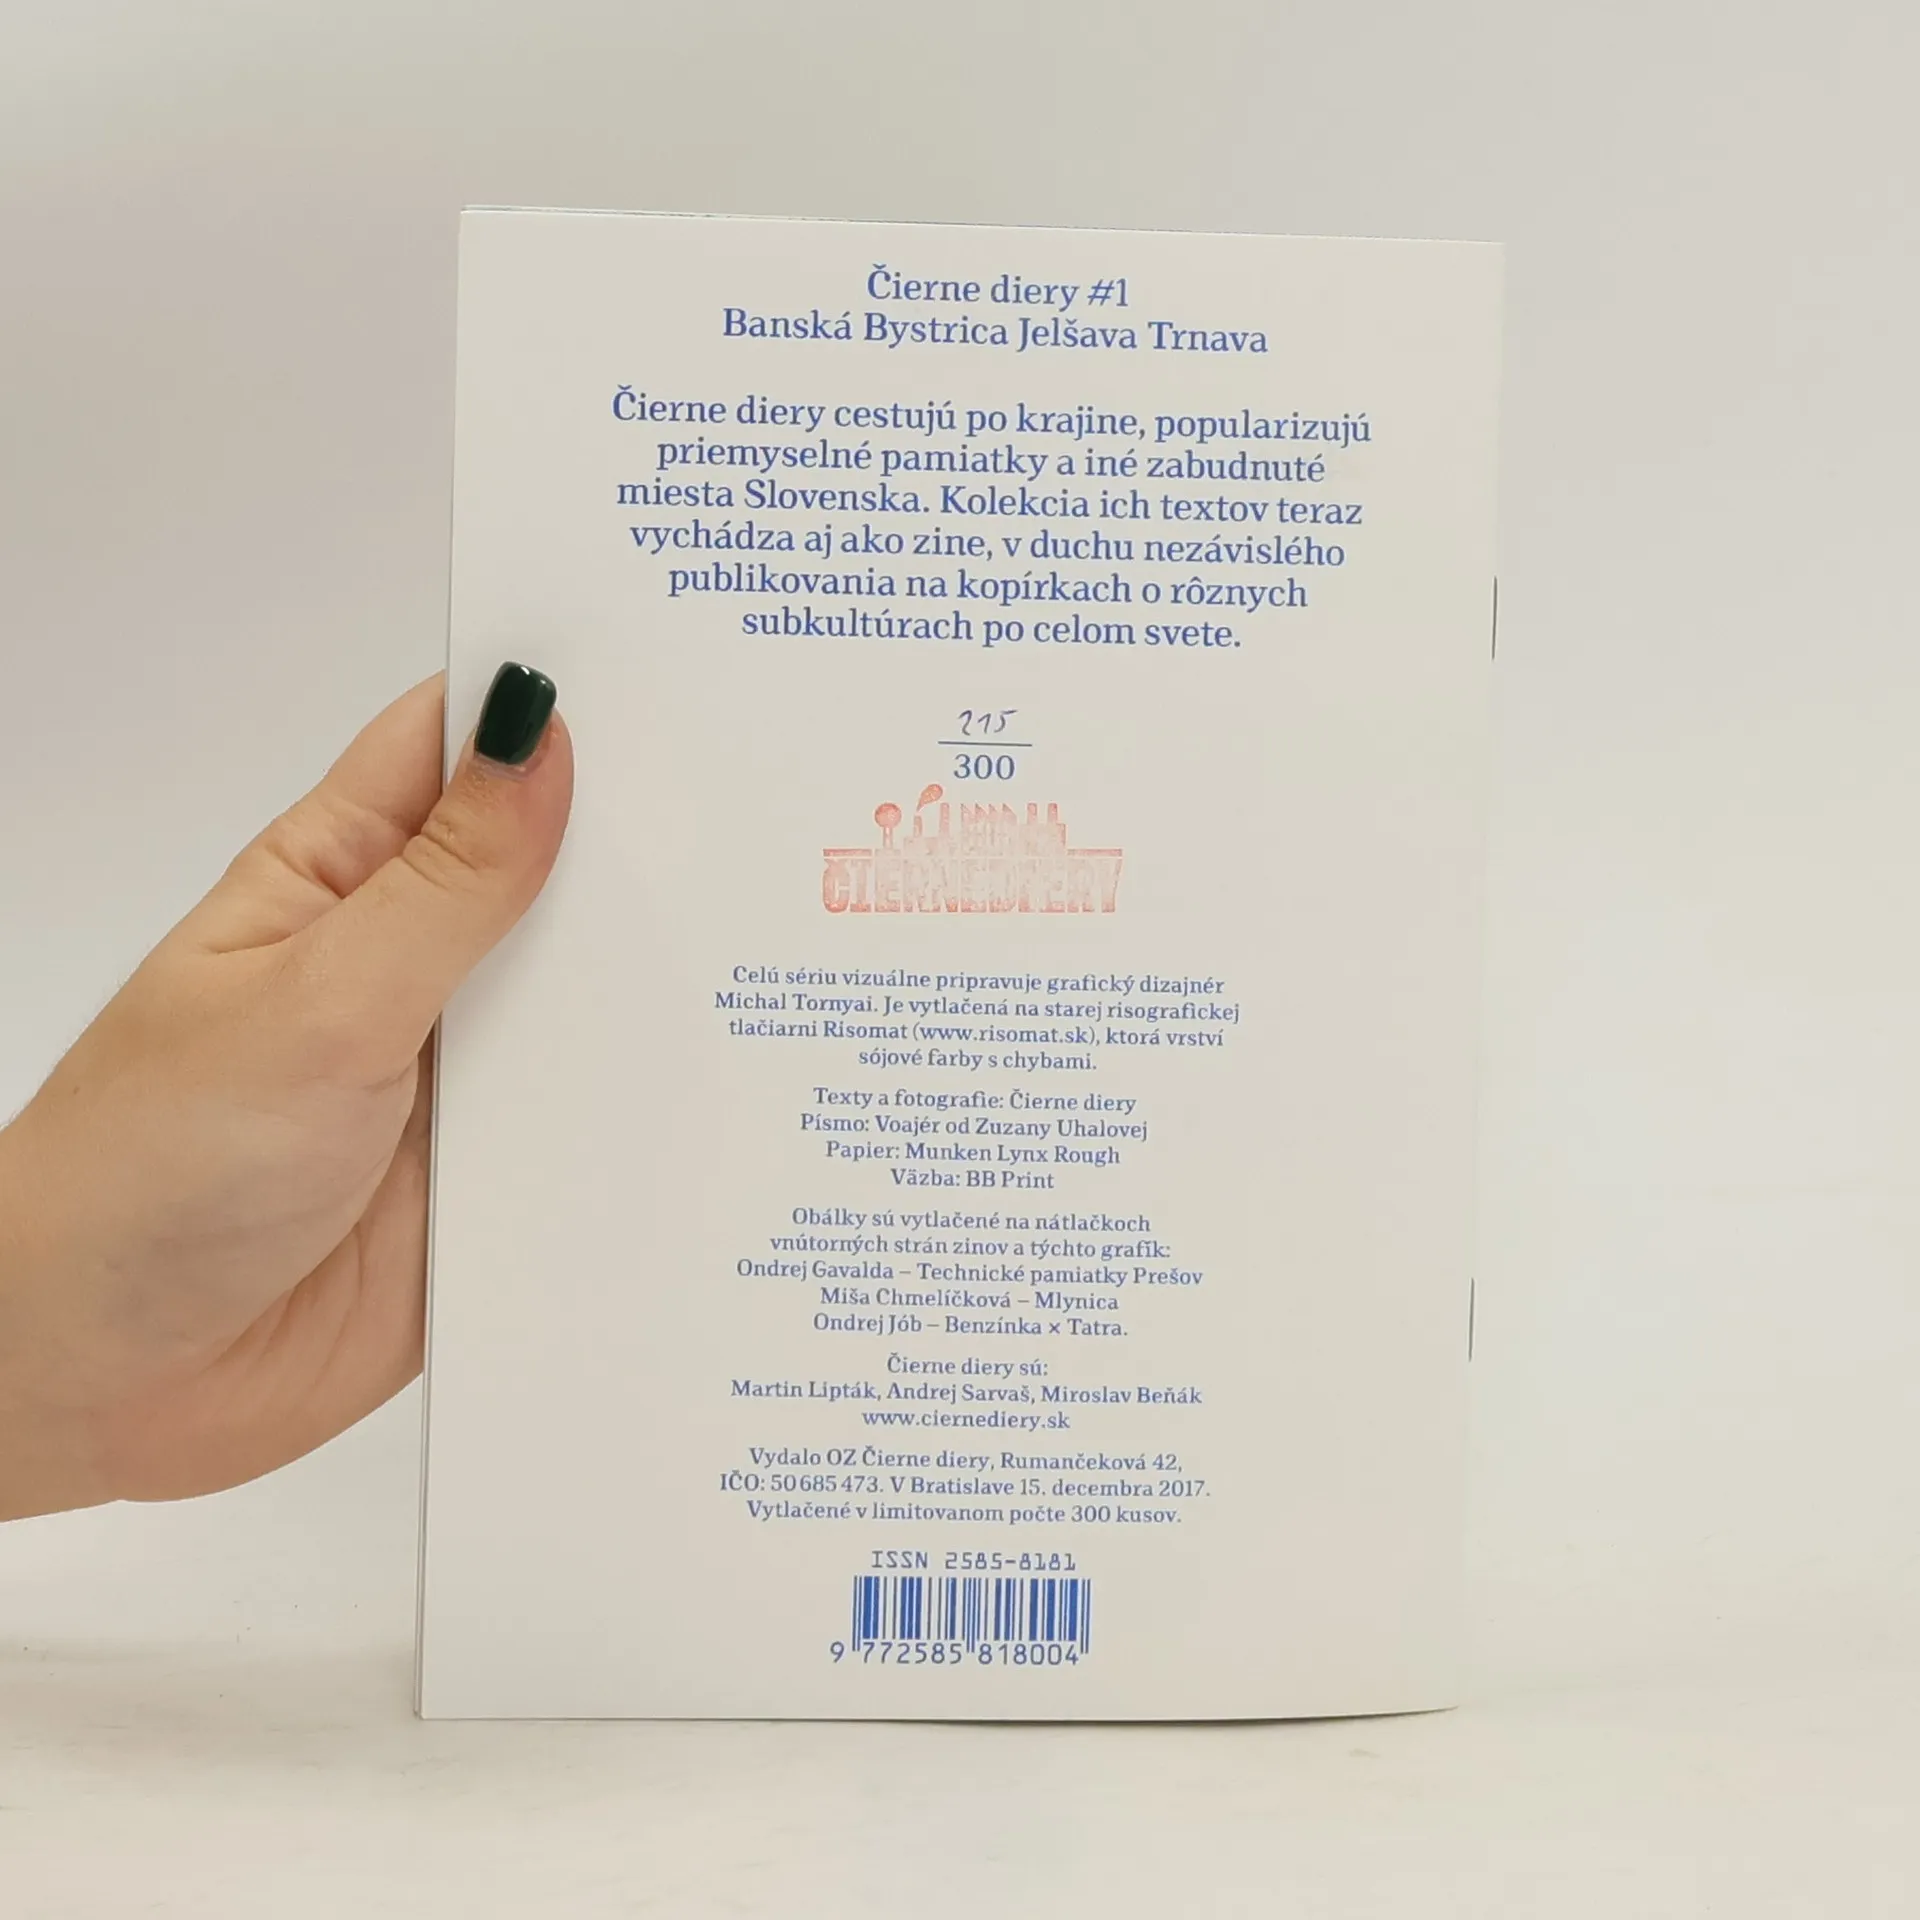 Čierne diery #1
Banská Bystrica Jelšava Trnava
Čierne diery cestujú po krajine, popularizujú
priemyselné pamiatky a iné zabudnuté
miesta Slovenska. Kolekcia ich textov teraz
vychádza aj ako zine, v duchu nezávislého
publikovania na kopírkach o rôznych
subkultúrach po celom svete.
215
300
ČIERNEDIERY
Celú sériu vizuálne pripravuje grafický dizajnér
Michal Tornyai. Je vytlačená na starej risografickej
tlačiarni Risomat (www.risomat.sk), ktorá vrství
sójové farby s chybami.
Texty a fotografie: Čierne diery
Písmo: Voajér od Zuzany Uhalovej
Papier: Munken Lynx Rough
Väzba: BB Print
Obálky sú vytlačené na nátlačkoch
vnútorných strán zinov a týchto grafík:
Ondrej Gavalda – Technické pamiatky Prešov
Miša Chmelíčková – Mlynica
Ondrej Jób – Benzínka × Tatra.
Čierne diery sú:
Martin Lipták, Andrej Sarvaš, Miroslav Beňák
www.ciernediery.sk
Vydalo OZ Čierne diery, Rumančeková 42,
IČO: 50 685 473. V Bratislave 15. decembra 2017.
Vytlačené v limitovanom počte 300 kusov.
ISSN 2585-8181
9 772585 818004